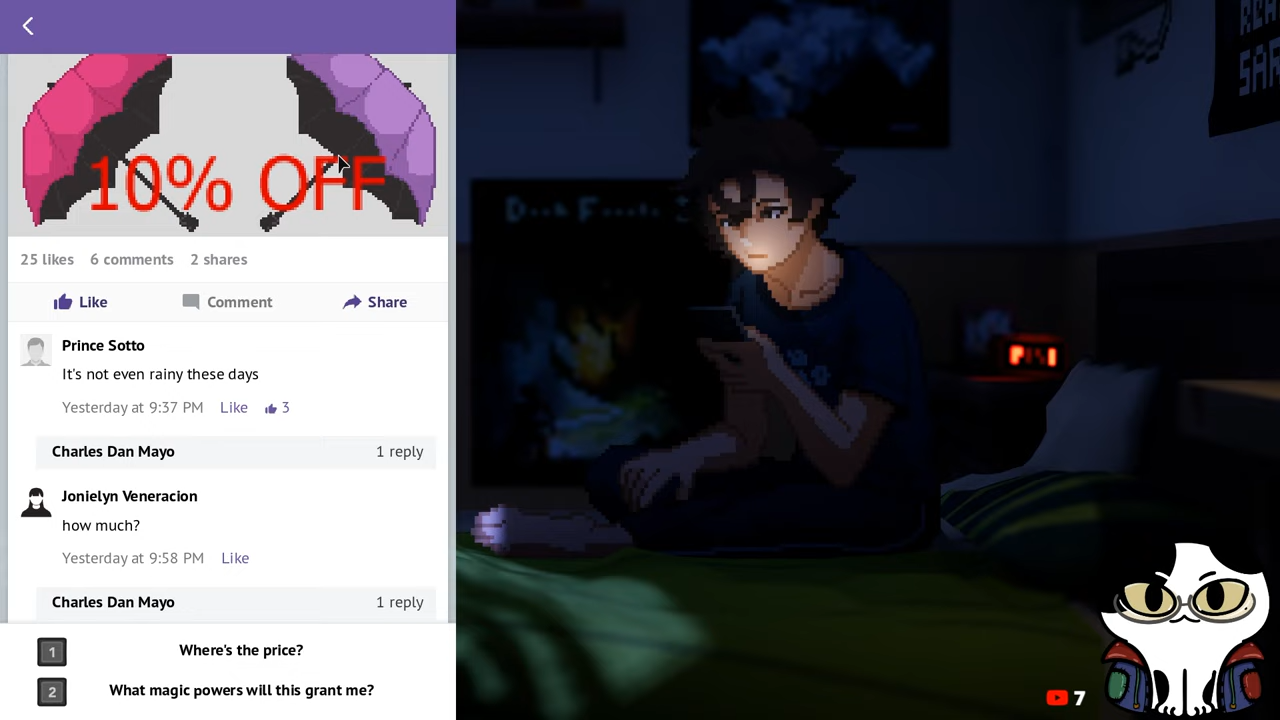 10% OFF
25 likes 6 comments 2 shares
Like Comment Share
Prince Sotto
It's not even rainy these days
Yesterday at 9:37 PM Like 3
Charles Dan Mayo 1 reply
Jonielyn Veneracion
how much?
Yesterday at 9:58 PM Like
Charles Dan Mayo 1 reply
1 Where's the price?
2 What magic powers will this grant me?
7